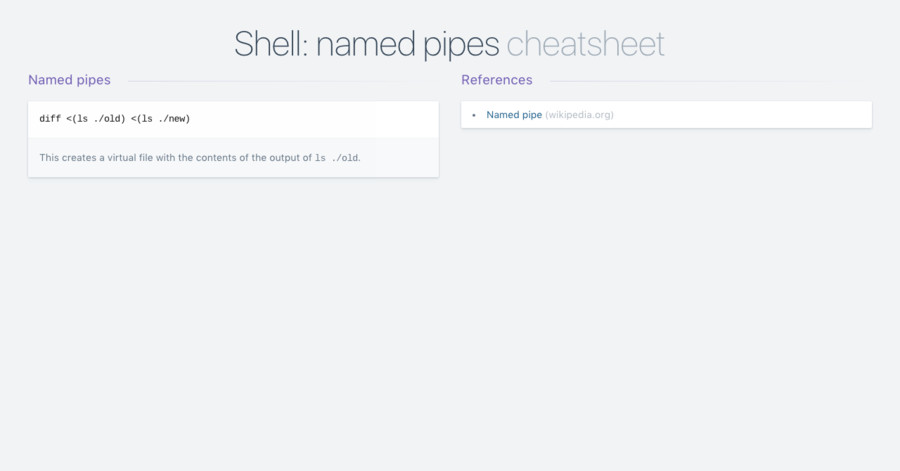 Shell: named pipes cheatsheet
Named pipes
diff <(ls ./old) <(ls ./new)
This creates a virtual file with the contents of the output of ls ./old.
References
• Named pipe (wikipedia.org)